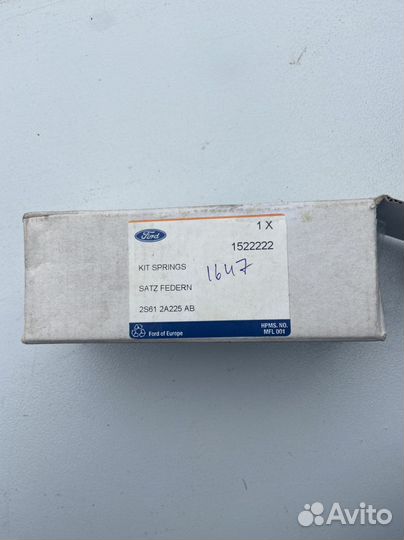 Ford
1 X
1522222
KIT SPRINGS
1647
SATZ FEDERN
2S61 2A225 AB
Ford of Europe
HPMS. NO.
MFL 001
Avito